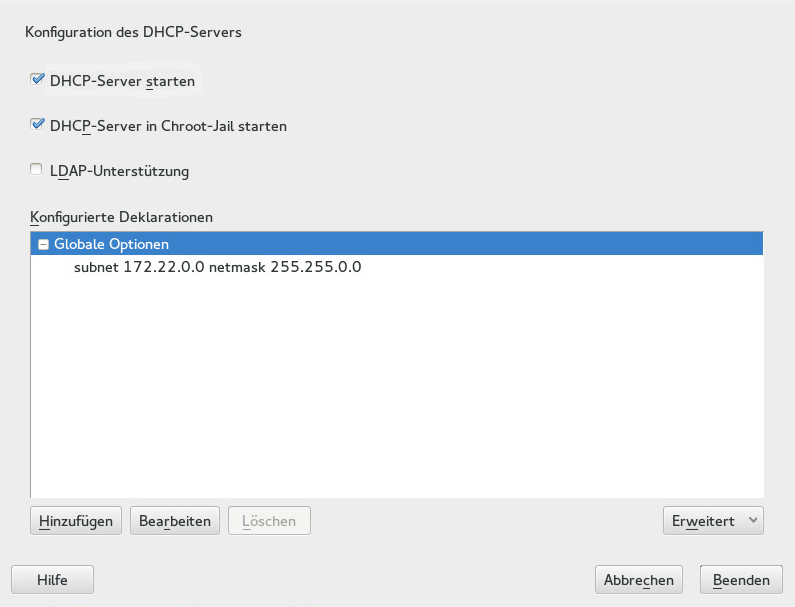 Konfiguration des DHCP-Servers
DHCP-Server starten
DHCP-Server in Chroot-Jail starten
LDAP-Unterstützung
Konfigurierte Deklarationen
Globale Optionen
subnet 172.22.0.0 netmask 255.255.0.0
Hinzufügen Bearbeiten Löschen Erweitert
Hilfe Abbrechen Beenden